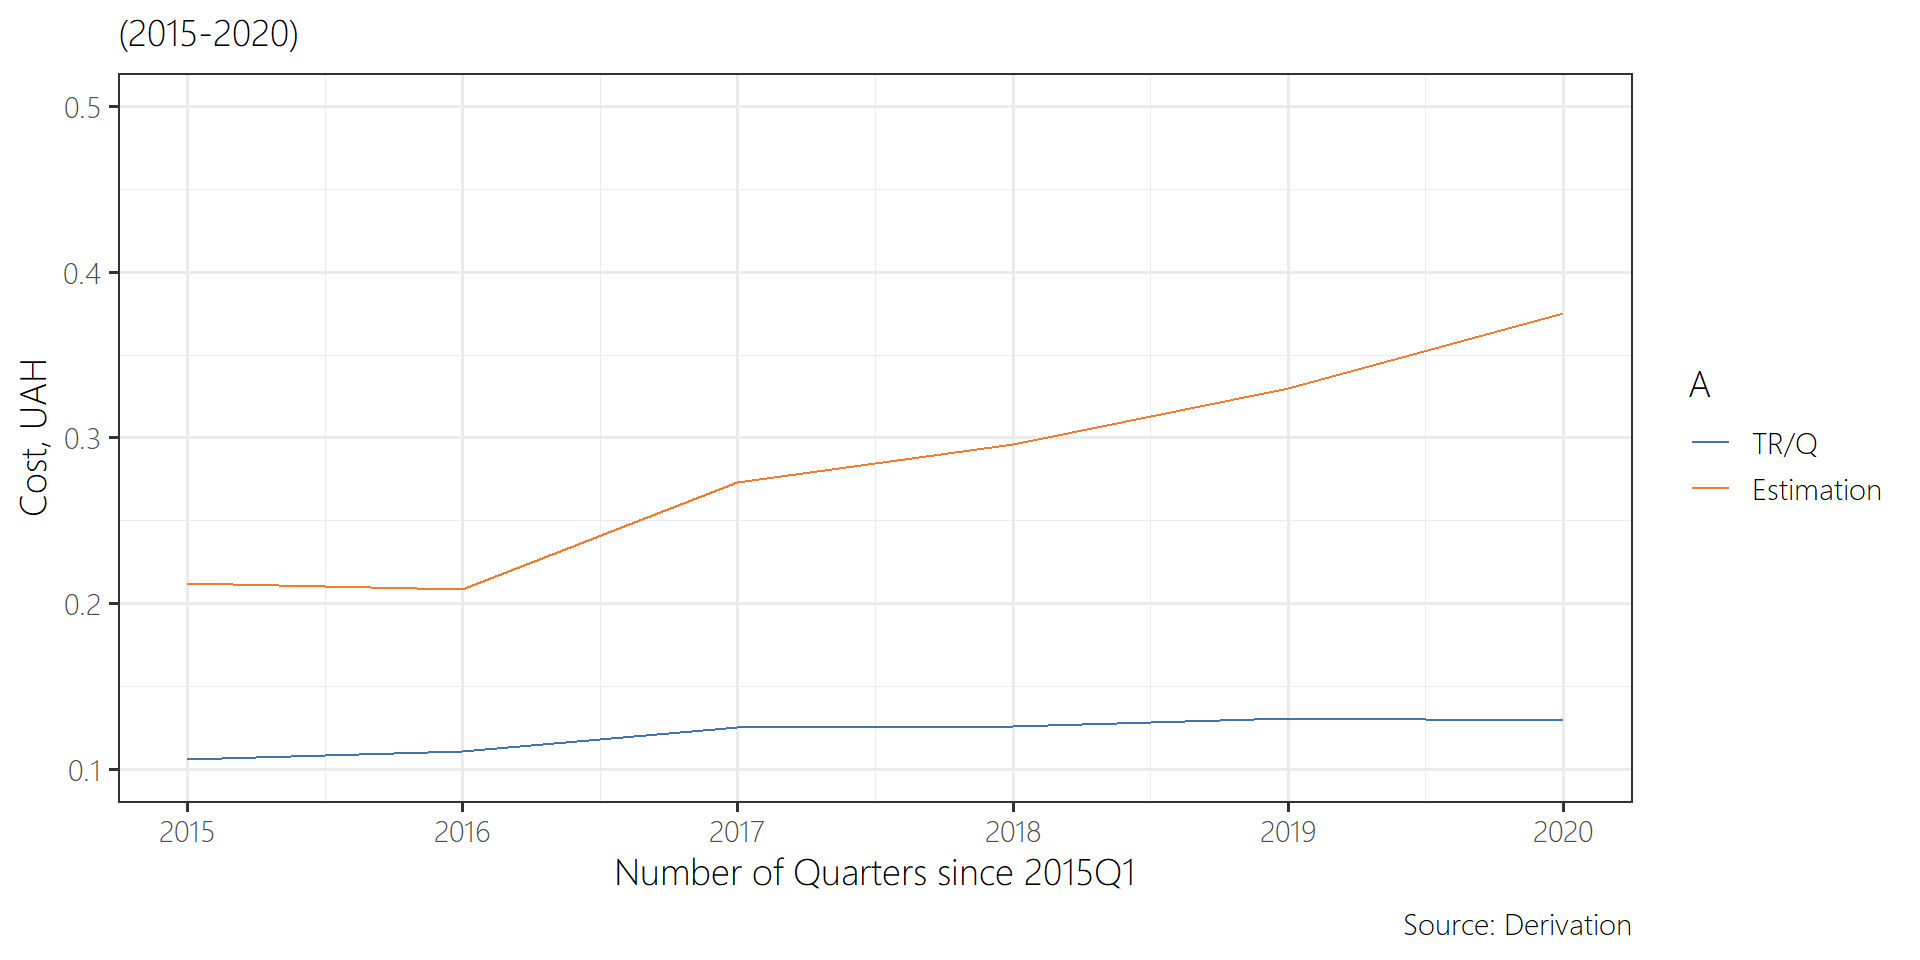 (2015-2020)
0.5
0.4
0.3
0.2
0.1
Cost, UAH
2015 2016 2017 2018 2019 2020
Number of Quarters since 2015Q1
A
TR/Q
Estimation
Source: Derivation